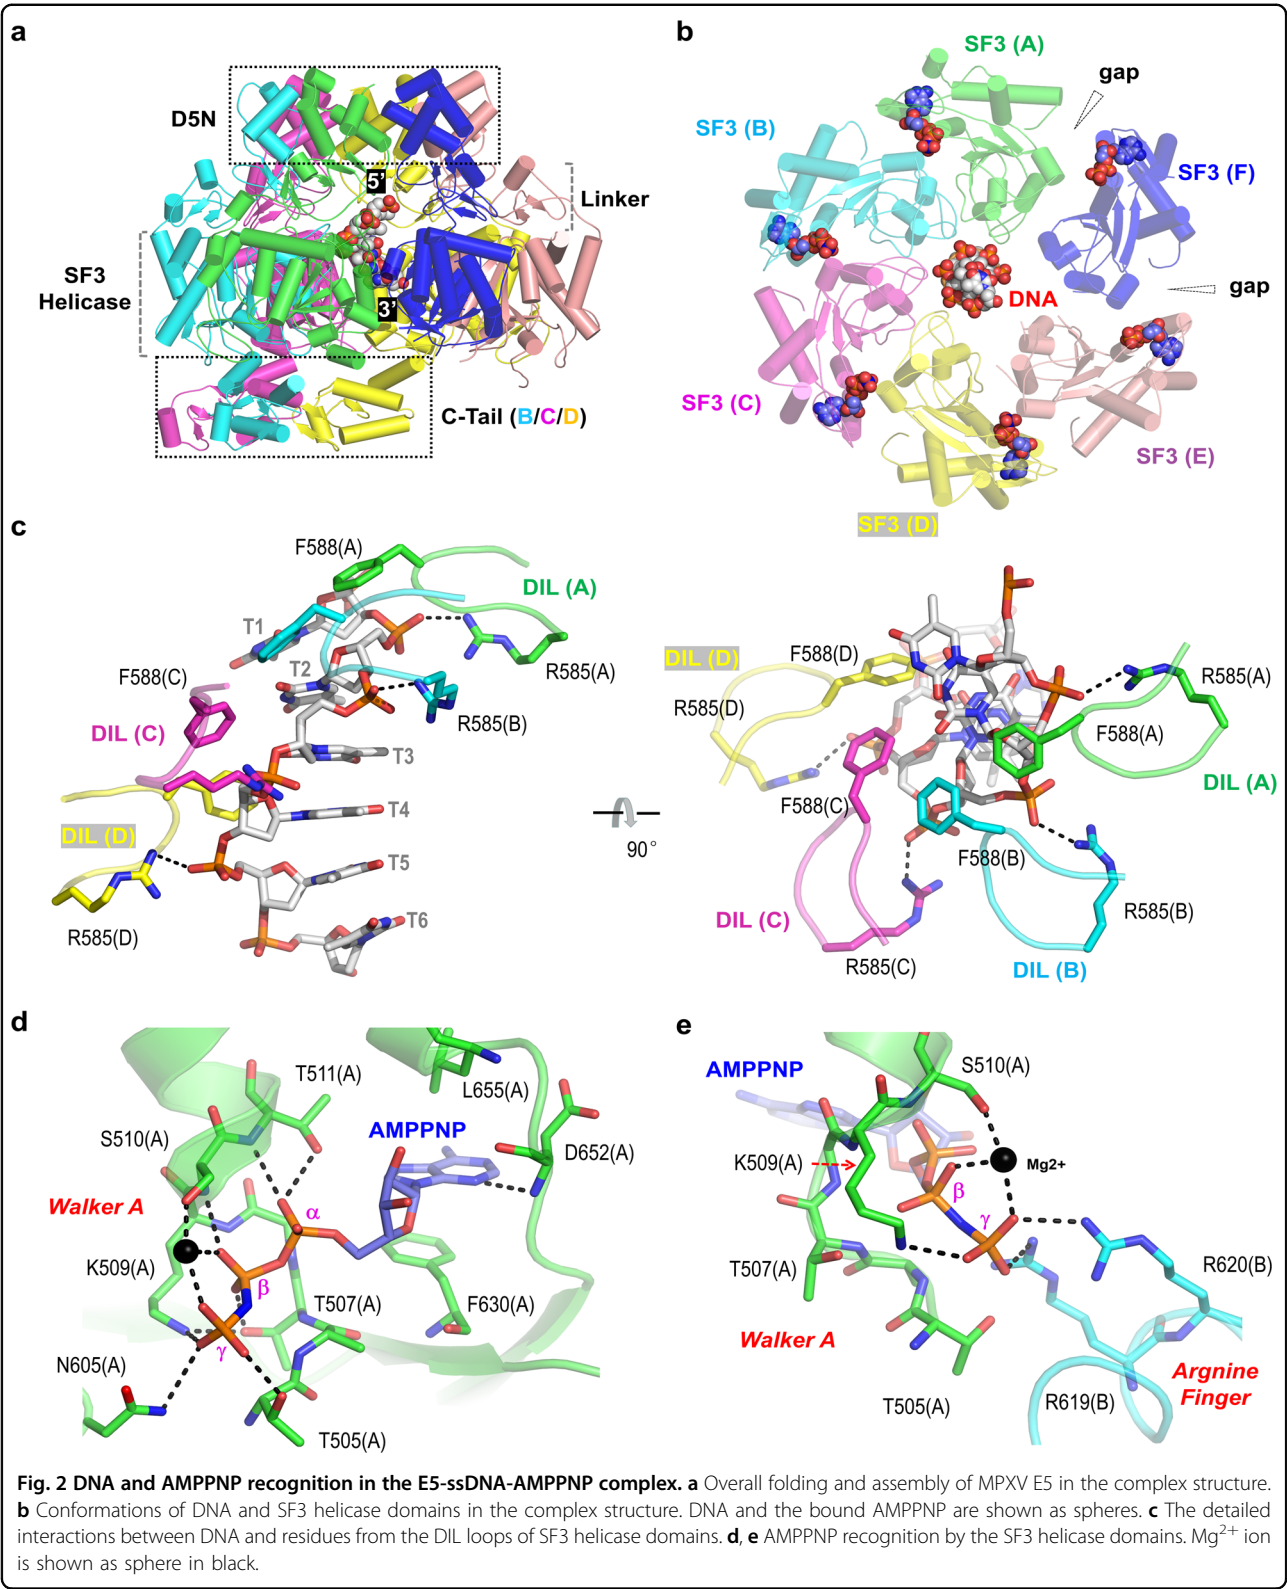 a
D5N
5'
Linker
SF3
Helicase
3'
C-Tail (B/C/D)
b
SF3 (A)
gap
SF3 (B)
SF3 (F)
DNA
gap
SF3 (C)
SF3 (E)
SF3 (D)
c
F588(A)
DIL (A)
T1
T2
R585(A)
F588(C)
R585(B)
DIL (C)
T3
T4
DIL (D)
T5
T6
R585(D)
90°
F588(D)
DIL (D)
R585(A)
R585(D)
F588(A)
DIL (A)
F588(C)
F588(B)
DIL (C)
R585(B)
R585(C)
DIL (B)
d
T511(A)
L655(A)
S510(A)
AMPPNP
D652(A)
Walker A
α
K509(A)
β
T507(A)
F630(A)
γ
N605(A)
T505(A)
e
S510(A)
AMPPNP
K509(A)
Mg2+
β
γ
T507(A)
R620(B)
Walker A
Argnine
Finger
T505(A)
R619(B)
Fig. 2 DNA and AMPPNP recognition in the E5-ssDNA-AMPPNP complex. a Overall folding and assembly of MPXV E5 in the complex structure.
b Conformations of DNA and SF3 helicase domains in the complex structure. DNA and the bound AMPPNP are shown as spheres. c The detailed
interactions between DNA and residues from the DIL loops of SF3 helicase domains. d, e AMPPNP recognition by the SF3 helicase domains. Mg²⁺ ion
is shown as sphere in black.